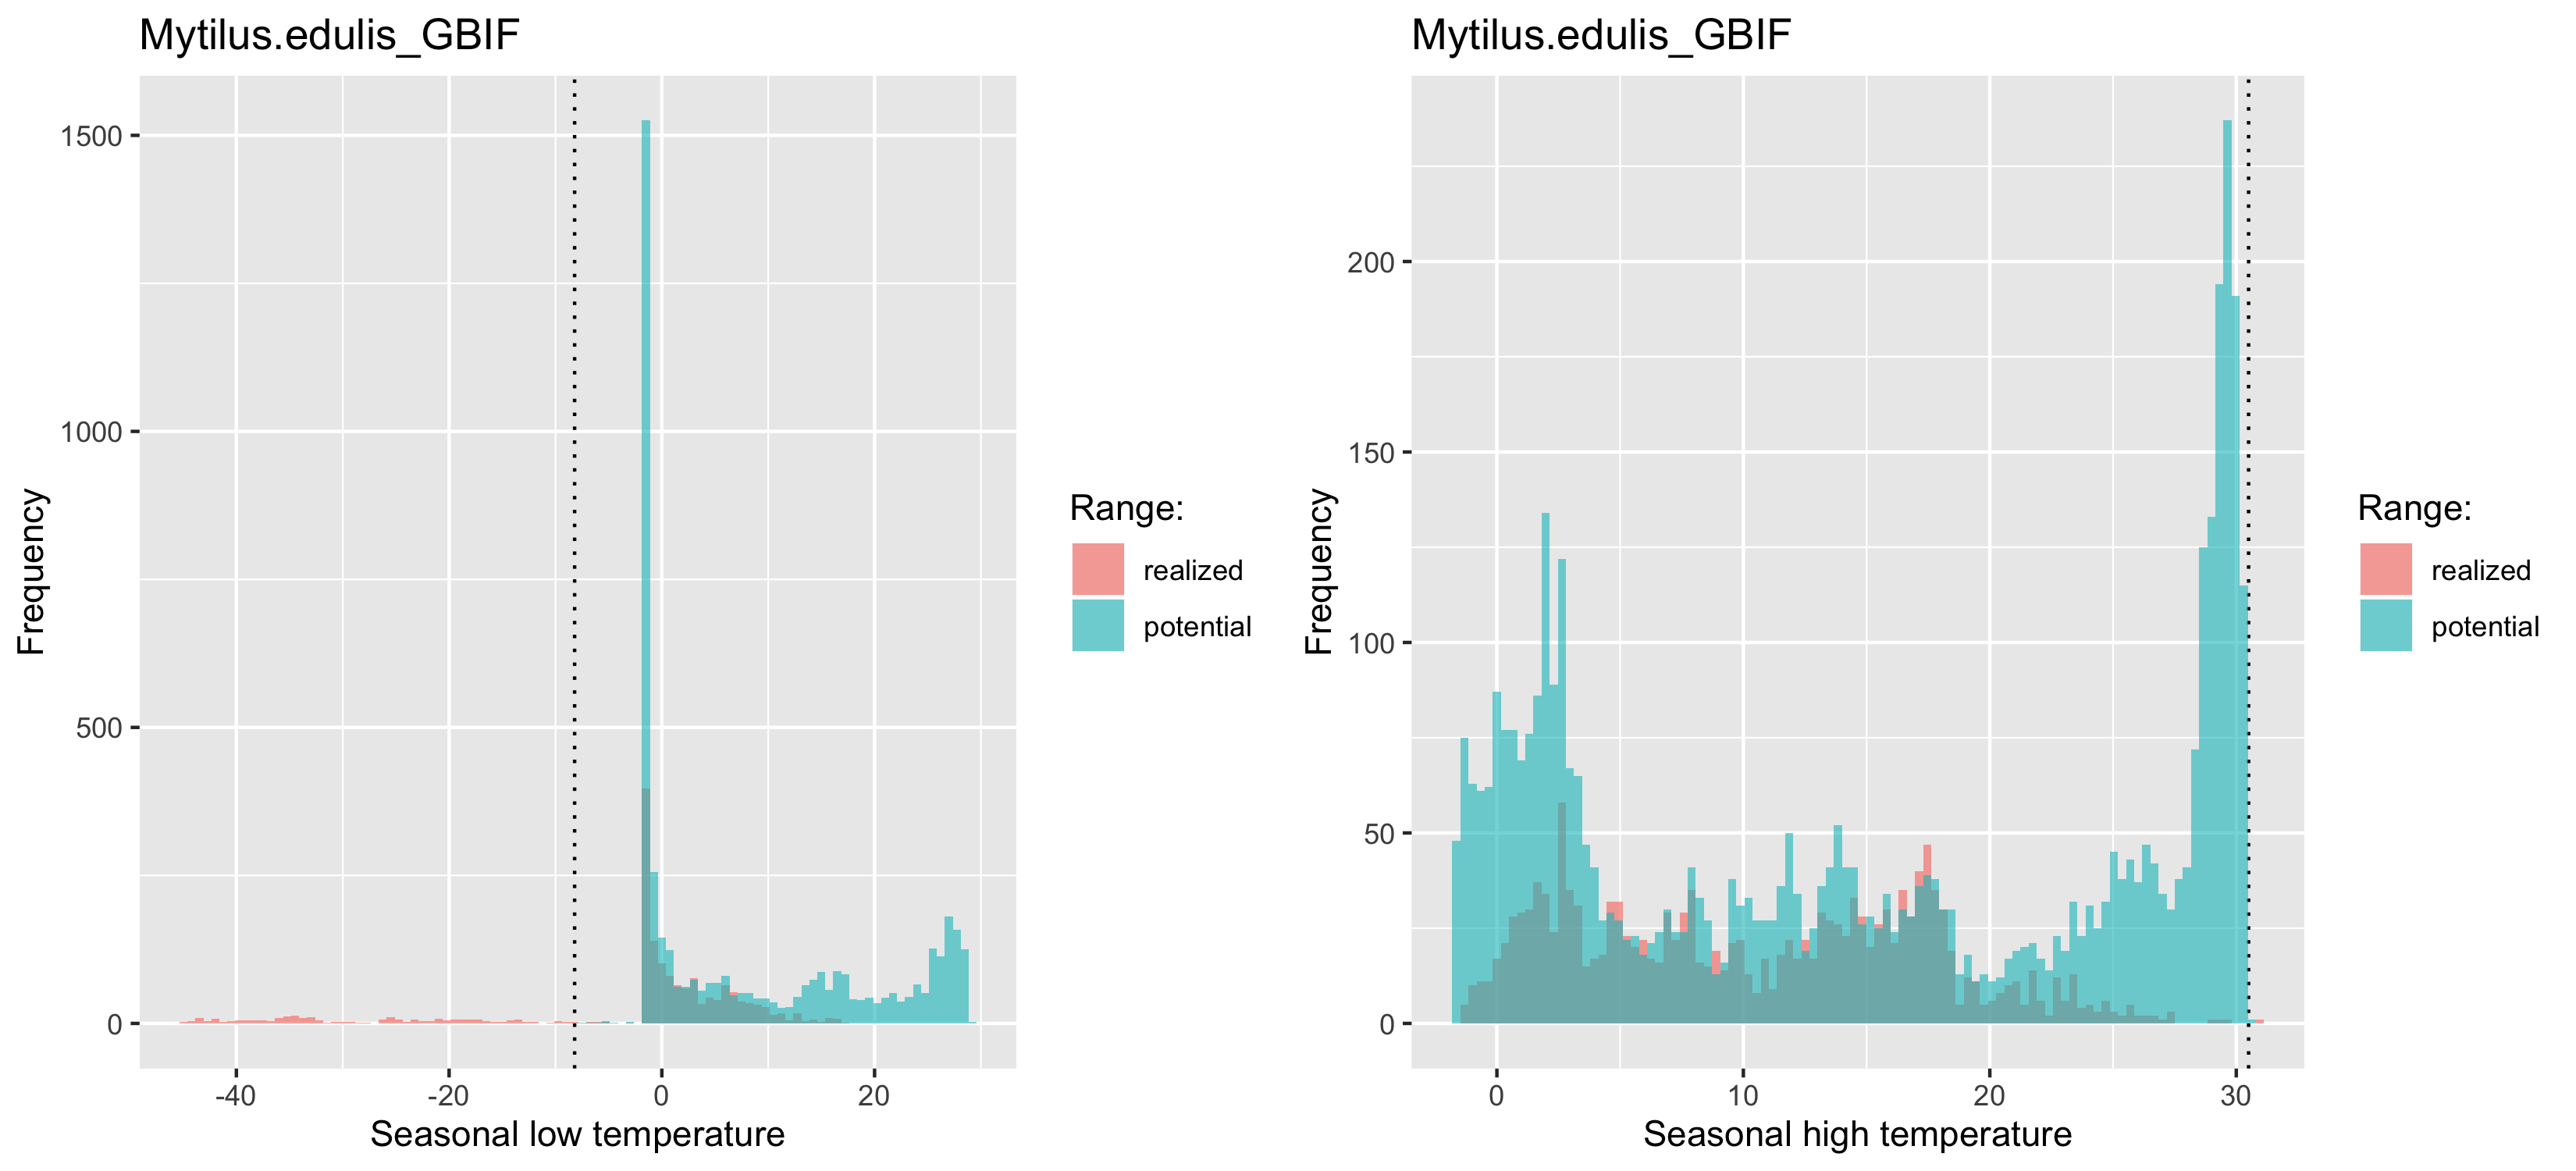 Mytilus.edulis_GBIF
1500
1000
500
0
Frequency
-40 -20 0 20
Seasonal low temperature
Range:
realized
potential
Mytilus.edulis_GBIF
200
150
100
50
0
Frequency
0 10 20 30
Seasonal high temperature
Range:
realized
potential